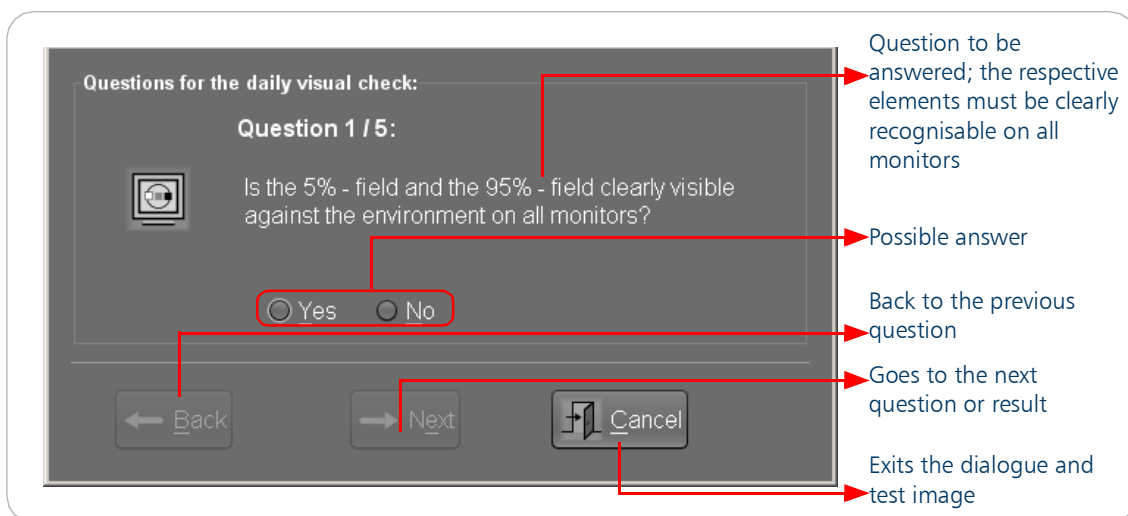 Questions for the daily visual check:
Question 1 / 5:
Is the 5% - field and the 95% - field clearly visible
against the environment on all monitors?
Yes No
Back Next Cancel
Question to be
answered; the respective
elements must be clearly
recognisable on all
monitors
Possible answer
Back to the previous
question
Goes to the next
question or result
Exits the dialogue and
test image